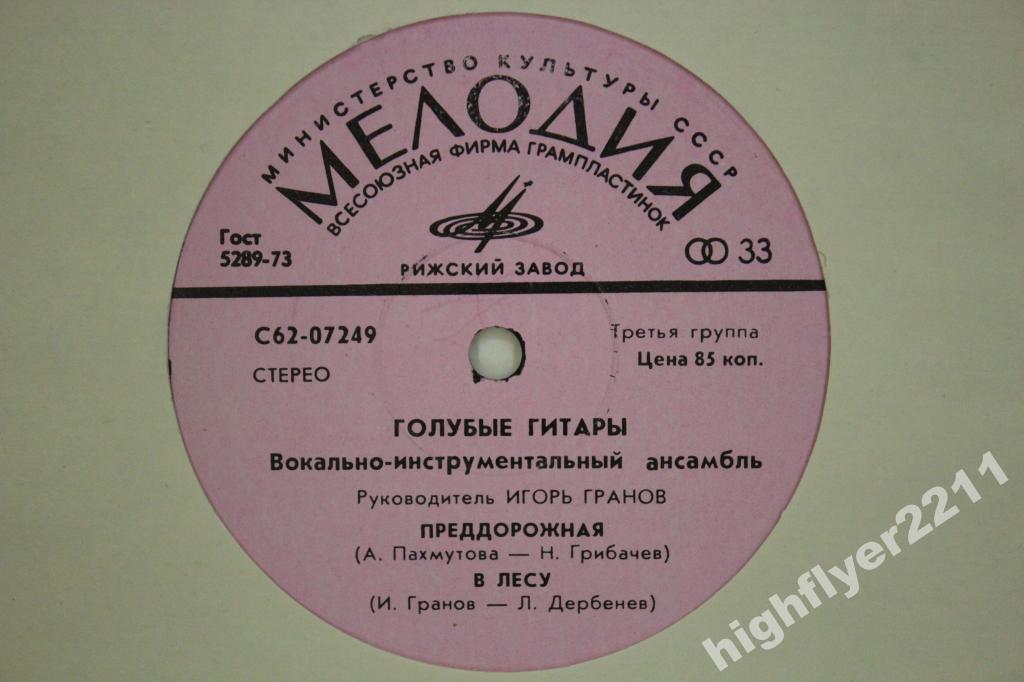 МИНИСТЕРСТВО КУЛЬТУРЫ СССР
МЕЛОДИЯ
ВСЕСОЮЗНАЯ ФИРМА ГРАМПЛАСТИНОК
Гост
5289-73
РИЖСКИЙ ЗАВОД
33
С62-07249
Третья группа
СТЕРЕО
Цена 85 коп.
ГОЛУБЫЕ ГИТАРЫ
Вокально-инструментальный ансамбль
Руководитель ИГОРЬ ГРАНОВ
ПРЕДДОРОЖНАЯ
(А. Пахмутова — Н. Грибачев)
В ЛЕСУ
(И. Гранов — Л. Дербенев)
highflyer2211